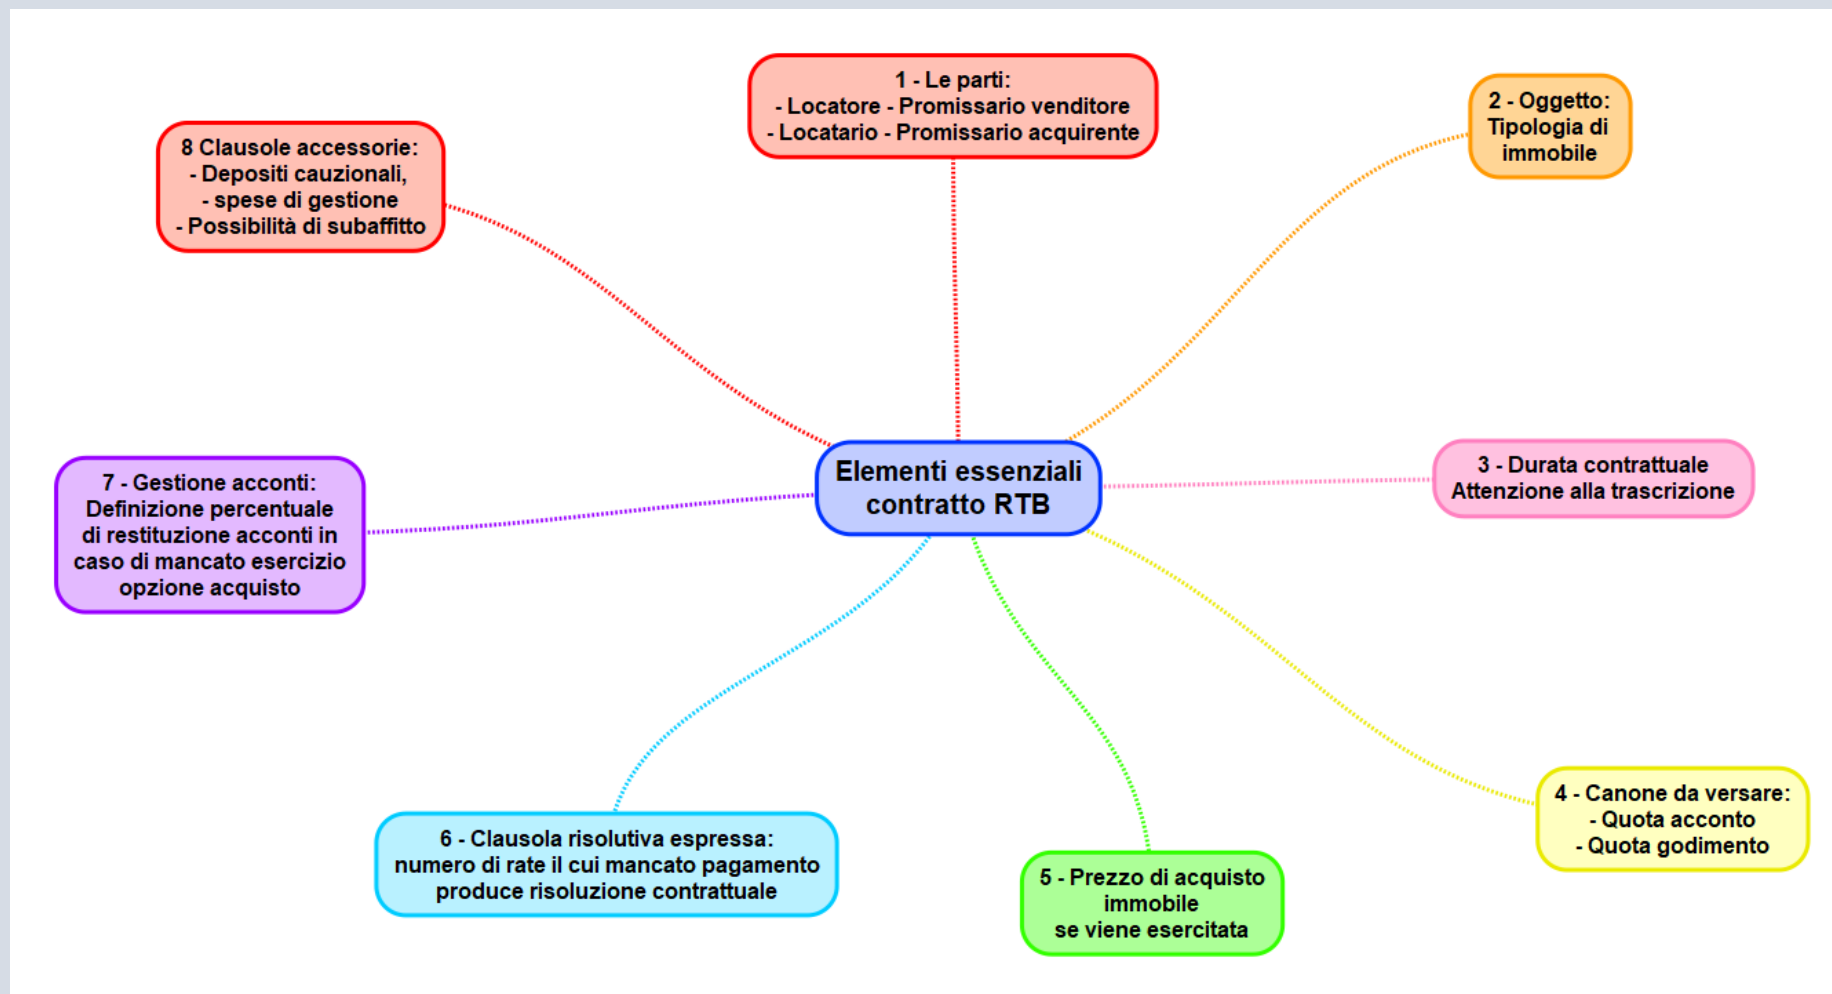 Elementi essenziali
contratto RTB
1 - Le parti:
- Locatore - Promissario venditore
- Locatario - Promissario acquirente
2 - Oggetto:
Tipologia di
immobile
3 - Durata contrattuale
Attenzione alla trascrizione
4 - Canone da versare:
- Quota acconto
- Quota godimento
5 - Prezzo di acquisto
immobile
se viene esercitata
6 - Clausola risolutiva espressa:
numero di rate il cui mancato pagamento
produce risoluzione contrattuale
7 - Gestione acconti:
Definizione percentuale
di restituzione acconti in
caso di mancato esercizio
opzione acquisto
8 Clausole accessorie:
- Depositi cauzionali,
- spese di gestione
- Possibilità di subaffitto